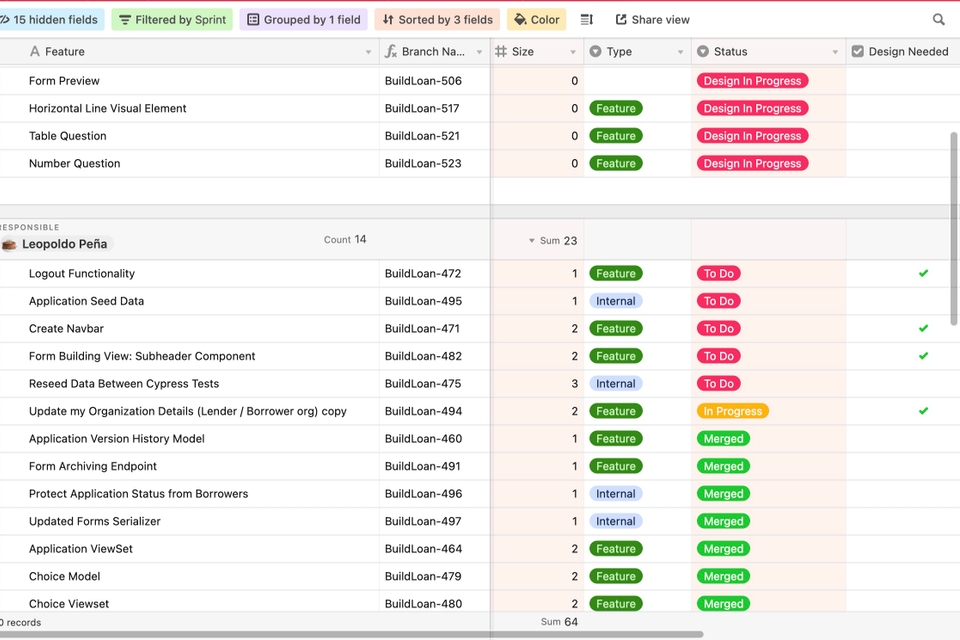 15 hidden fields Filtered by Sprint Grouped by 1 field Sorted by 3 fields Color Share view
A Feature fx Branch Na... # Size Type Status Design Needed
Form Preview BuildLoan-506 0 Design In Progress
Horizontal Line Visual Element BuildLoan-517 0 Feature Design In Progress
Table Question BuildLoan-521 0 Feature Design In Progress
Number Question BuildLoan-523 0 Feature Design In Progress
RESPONSIBLE
Leopoldo Peña Count 14 Sum 23
Logout Functionality BuildLoan-472 1 Feature To Do
Application Seed Data BuildLoan-495 1 Internal To Do
Create Navbar BuildLoan-471 2 Feature To Do
Form Building View: Subheader Component BuildLoan-482 2 Feature To Do
Reseed Data Between Cypress Tests BuildLoan-475 3 Internal To Do
Update my Organization Details (Lender / Borrower org) copy BuildLoan-494 2 Feature In Progress
Application Version History Model BuildLoan-460 1 Feature Merged
Form Archiving Endpoint BuildLoan-491 1 Feature Merged
Protect Application Status from Borrowers BuildLoan-496 1 Internal Merged
Updated Forms Serializer BuildLoan-497 1 Internal Merged
Application ViewSet BuildLoan-464 2 Feature Merged
Choice Model BuildLoan-479 2 Feature Merged
Choice Viewset BuildLoan-480 2 Feature Merged
0 records Sum 64